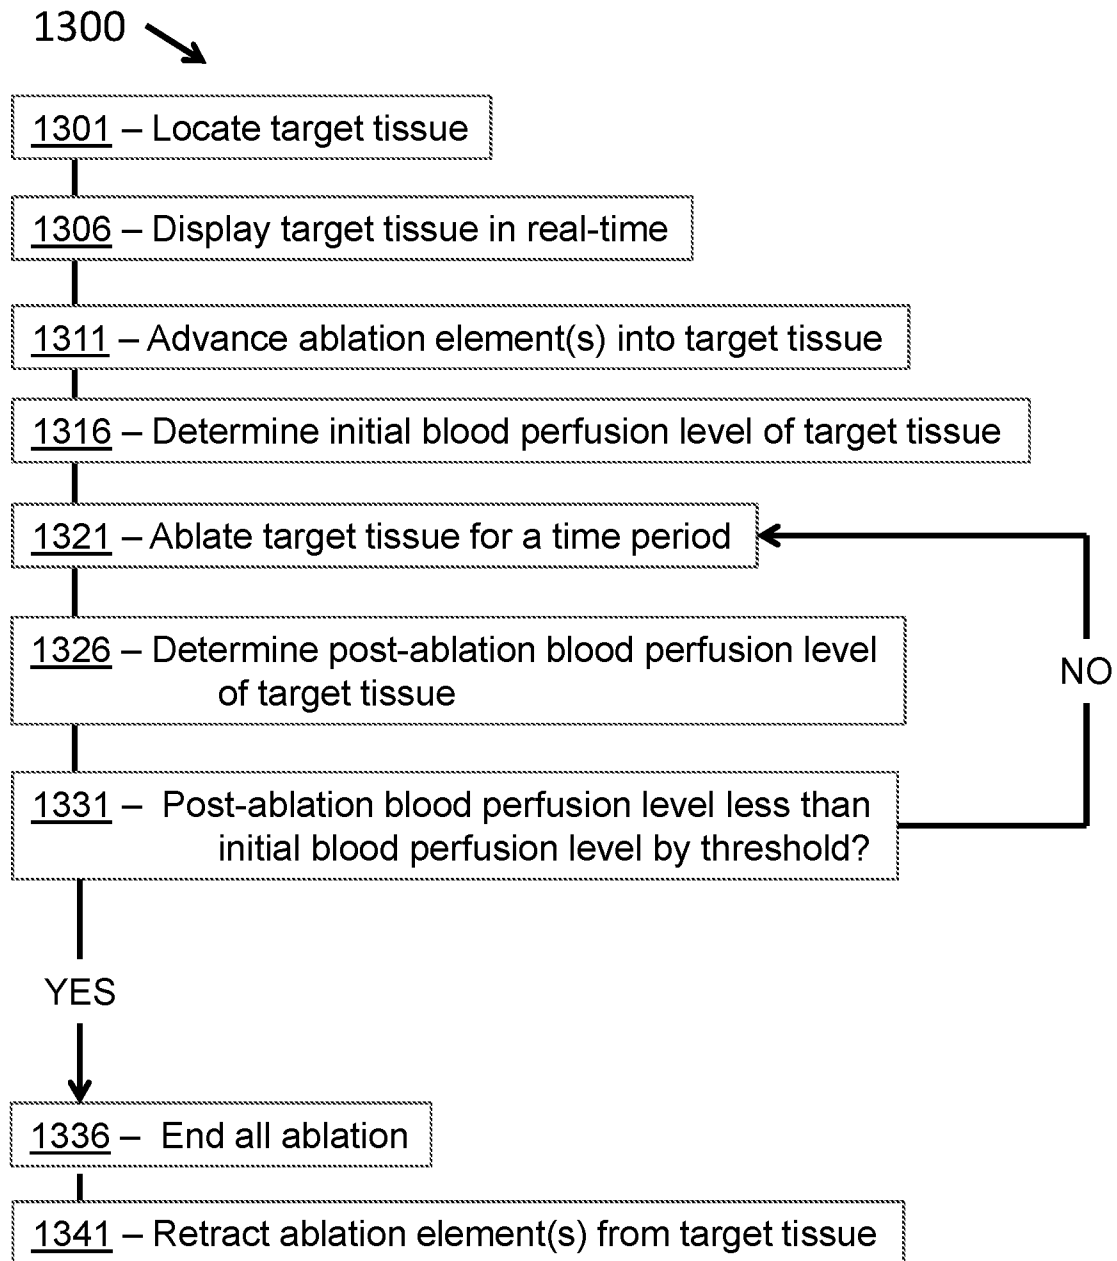 1300
1301 – Locate target tissue
1306 – Display target tissue in real-time
1311 – Advance ablation element(s) into target tissue
1316 – Determine initial blood perfusion level of target tissue
1321 – Ablate target tissue for a time period
1326 – Determine post-ablation blood perfusion level
of target tissue
NO
1331 – Post-ablation blood perfusion level less than
initial blood perfusion level by threshold?
YES
1336 – End all ablation
1341 – Retract ablation element(s) from target tissue